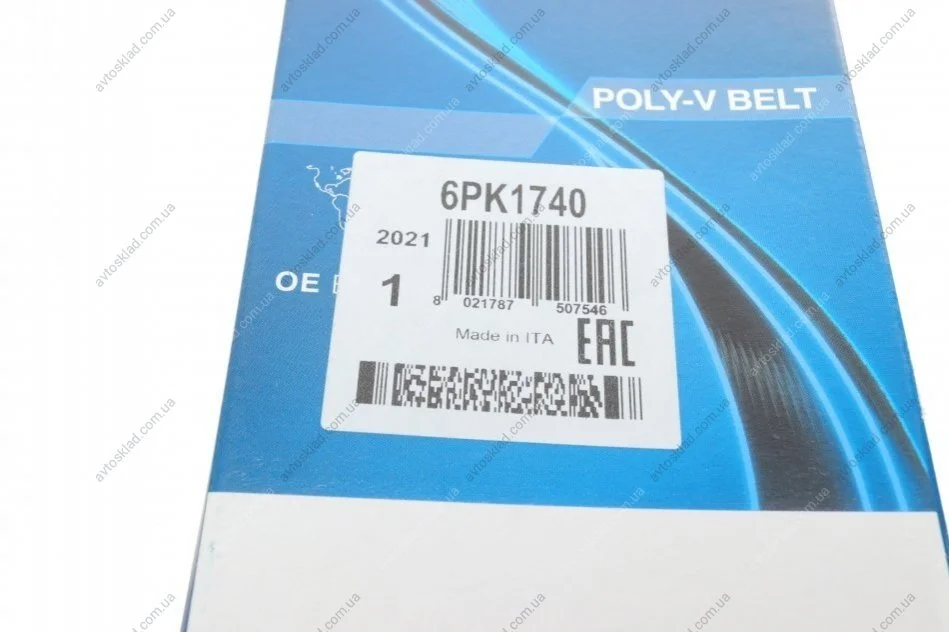 POLY-V BELT
6PK1740
2021
1
8 021787 507546
Made in ITA
EAC
OE
avtosklad.com.ua